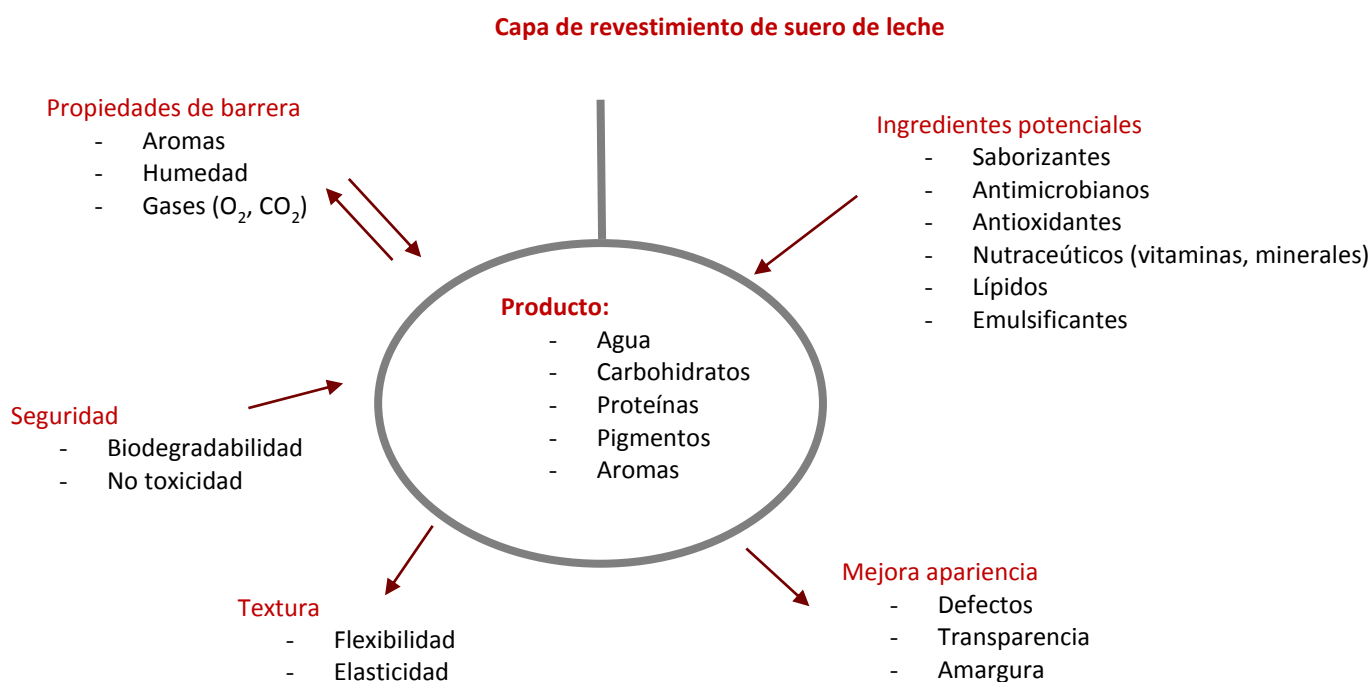 Capa de revestimiento de suero de leche
Propiedades de barrera
- Aromas
- Humedad
- Gases (O₂, CO₂)
Ingredientes potenciales
- Saborizantes
- Antimicrobianos
- Antioxidantes
- Nutraceúticos (vitaminas, minerales)
- Lípidos
- Emulsificantes
Producto:
- Agua
- Carbohidratos
- Proteínas
- Pigmentos
- Aromas
Seguridad
- Biodegradabilidad
- No toxicidad
Textura
- Flexibilidad
- Elasticidad
Mejora apariencia
- Defectos
- Transparencia
- Amargura